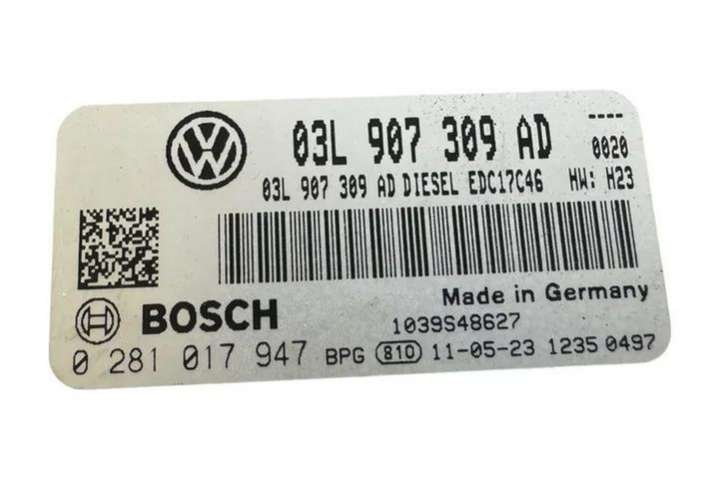 VW 03L 907 309 AD ----
0020
03L 907 309 AD DIESEL EDC17C46 HW: H23
Made in Germany
BOSCH 1039S48627
0 281 017 947 BPG 810 11-05-23 1235 0497